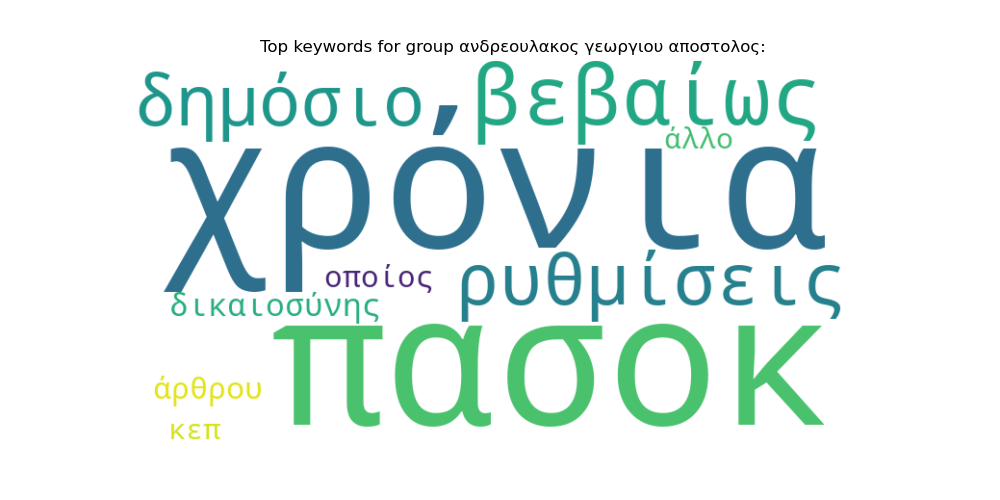 Top keywords for group ανδρεουλακος γεωργιου αποστολος:
δημόσιο βεβαίως
άλλο
χρόνια
οποίος ρυθμίσεις
δικαιοσύνης
πασοκ
άρθρου
κεπ